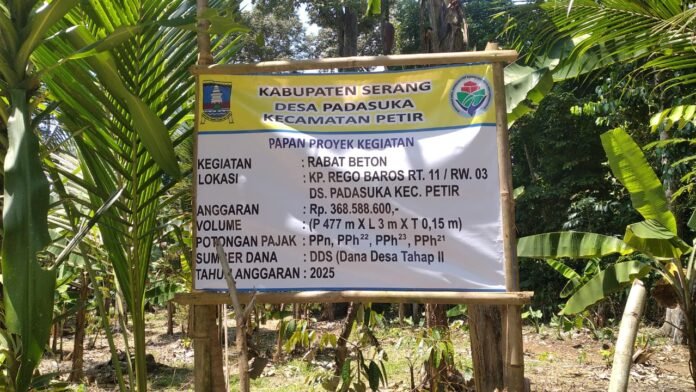 KABUPATEN SERANG
DESA PADASUKA
KECAMATAN PETIR
PAPAN PROYEK KEGIATAN
KEGIATAN : RABAT BETON
LOKASI : KP. REGO BAROS RT. 11 / RW. 03
DS. PADASUKA KEC. PETIR
ANGGARAN : Rp. 368.588.600,-
VOLUME : (P 477 m X L 3 m X T 0,15 m)
POTONGAN PAJAK : PPn, PPh²², PPh²³, PPh²¹
SUMBER DANA : DDS (Dana Desa Tahap II
TAHUN ANGGARAN : 2025